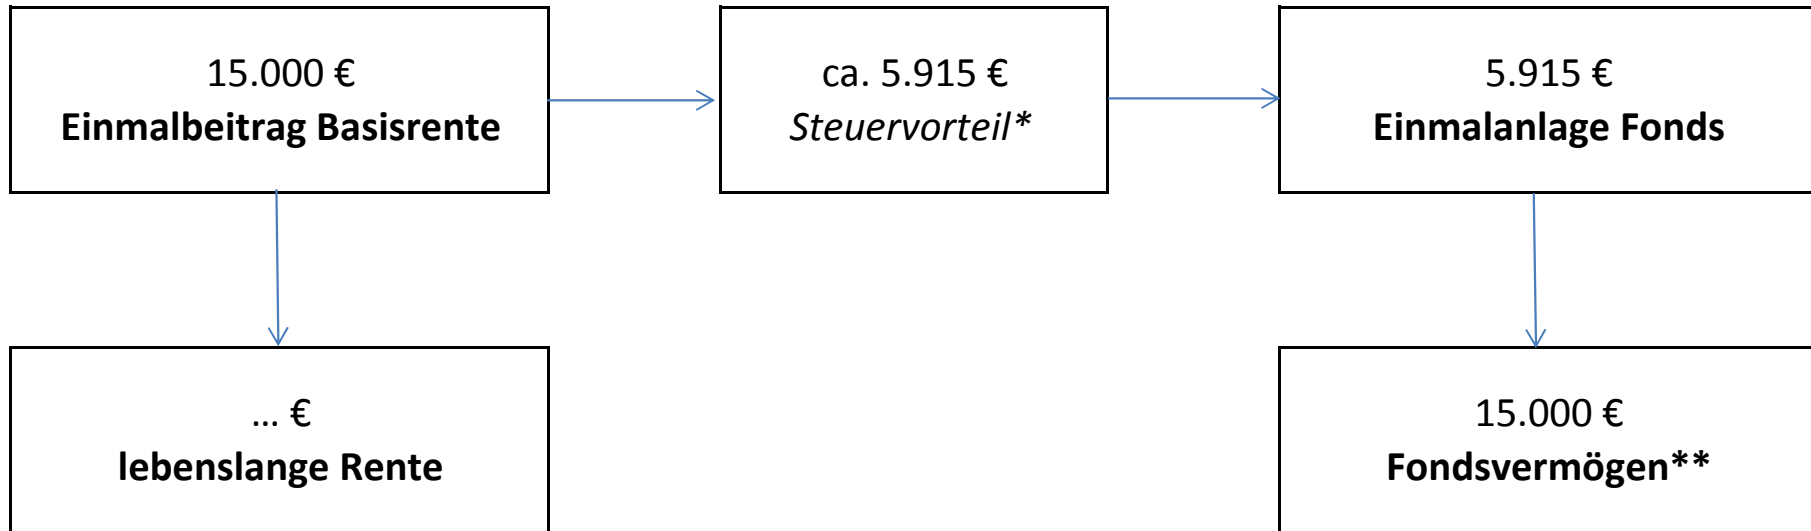 15.000 €
Einmalbeitrag Basisrente
ca. 5.915 €
Steuervorteil*
5.915 €
Einmalanlage Fonds
... €
lebenslange Rente
15.000 €
Fondsvermögen**